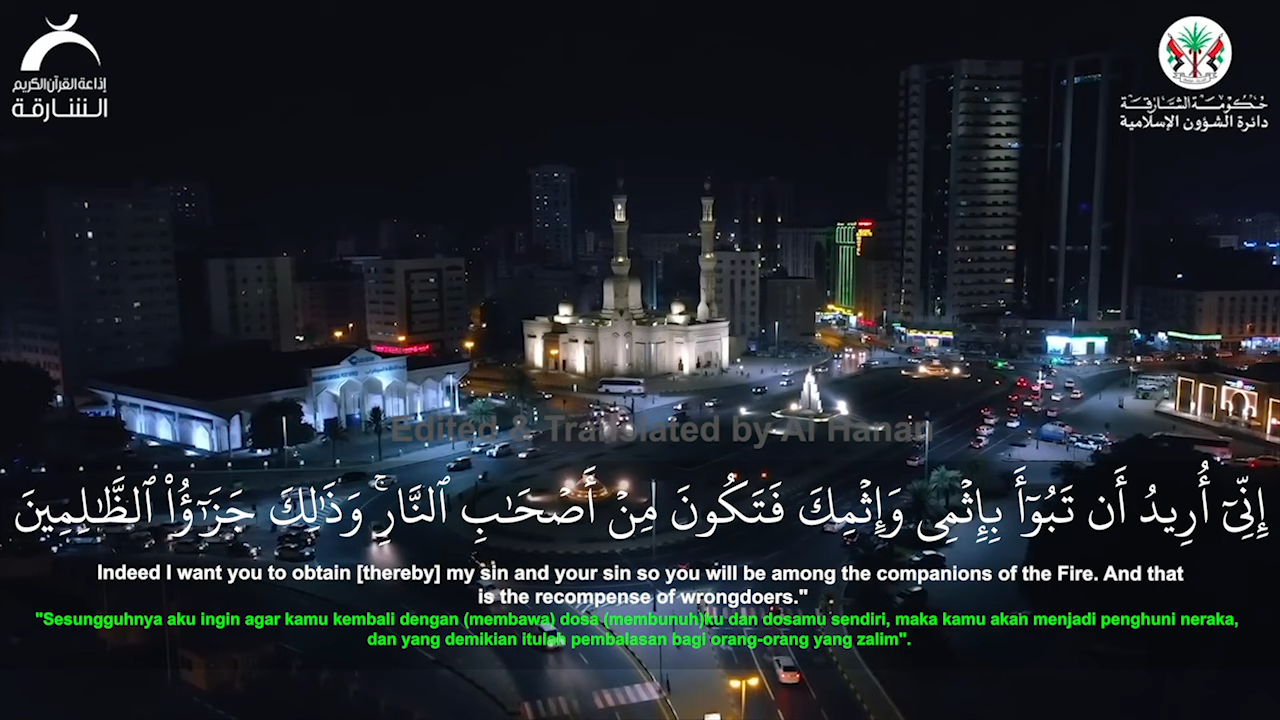 إذاعة القرآن الكريم
الشارقة
حكومة الشارقة
دائرة الشؤون الإسلامية
Edited & Translated by Al Hanan
إِنِّىٓ أُرِيدُ أَن تَبُوٓأَ بِإِثْمِى وَإِثْمِكَ فَتَكُونَ مِنْ أَصْحَٰبِ ٱلنَّارِ ۚ وَذَٰلِكَ جَزَٰٓؤُا۟ ٱلظَّٰلِمِينَ
Indeed I want you to obtain [thereby] my sin and your sin so you will be among the companions of the Fire. And that
is the recompense of wrongdoers."
"Sesungguhnya aku ingin agar kamu kembali dengan (membawa) dosa (membunuh)ku dan dosamu sendiri, maka kamu akan menjadi penghuni neraka,
dan yang demikian itulah pembalasan bagi orang-orang yang zalim".